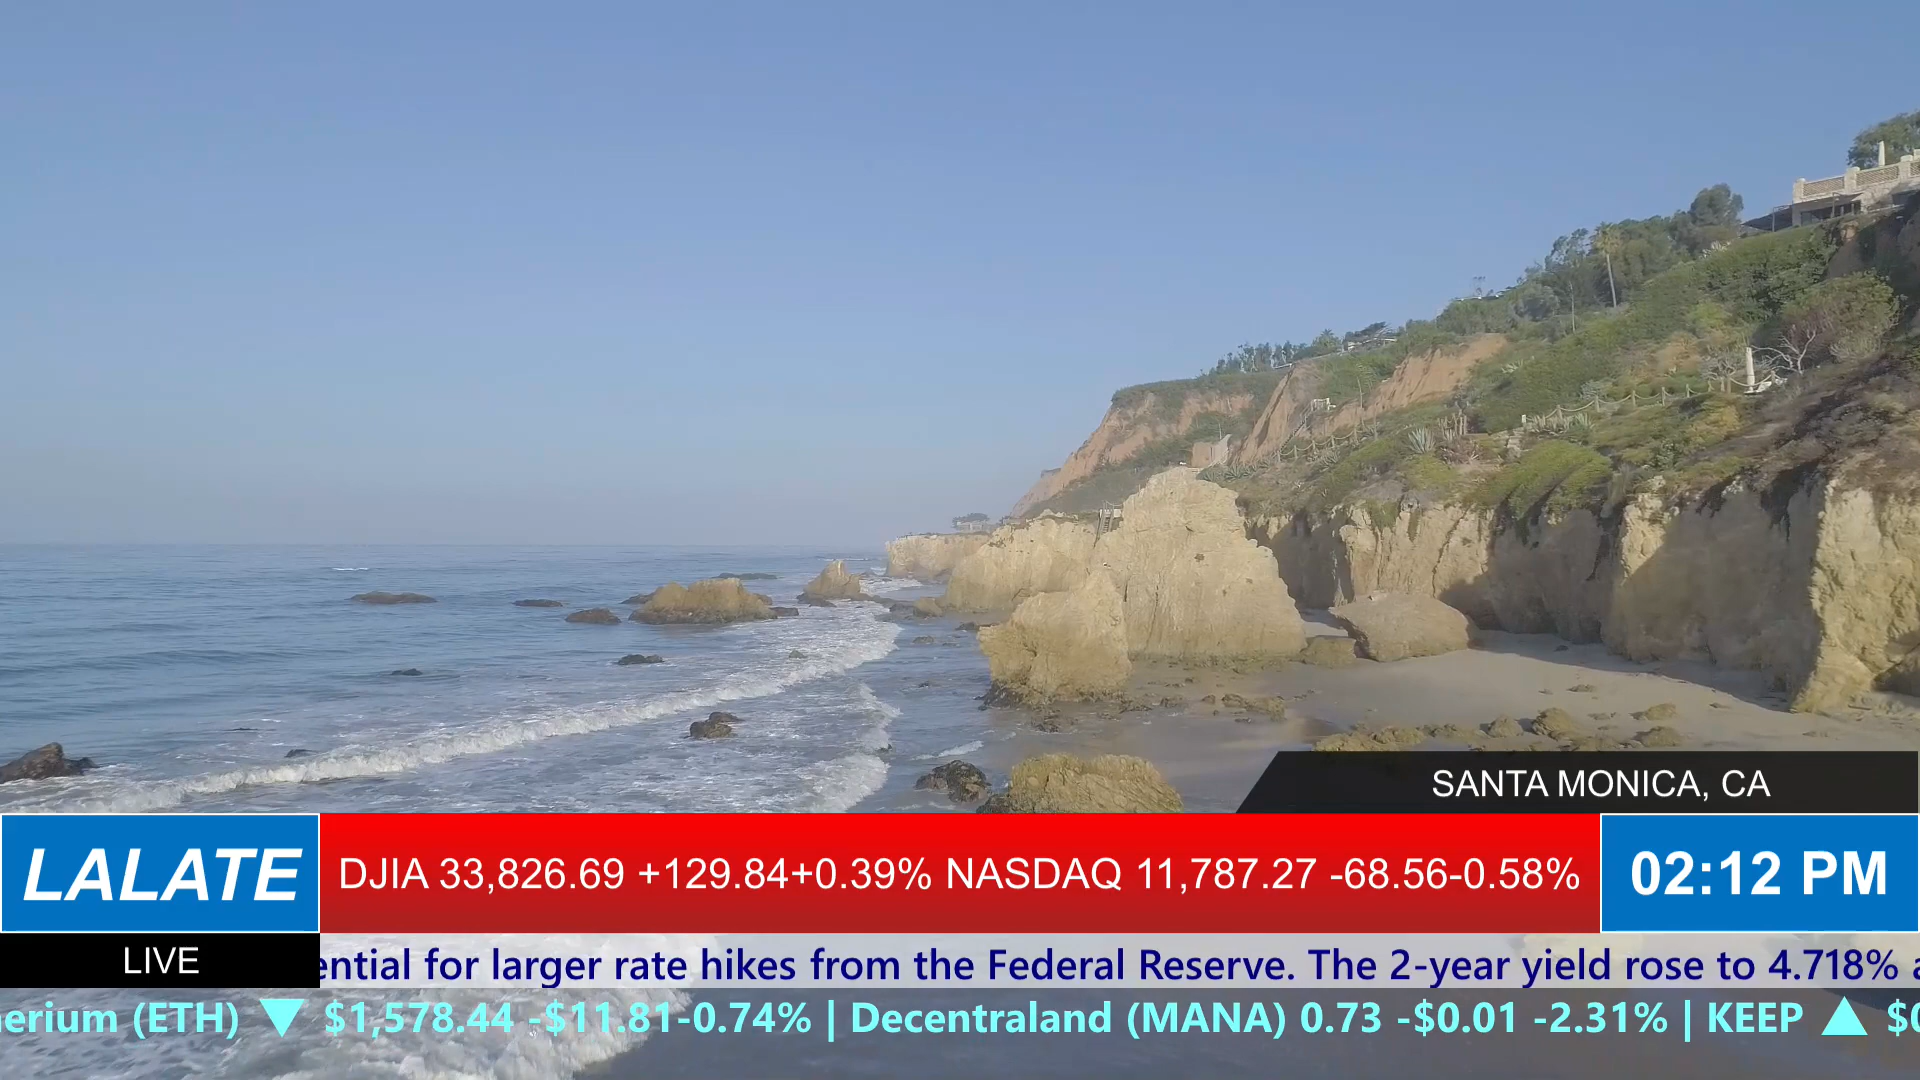 SANTA MONICA, CA
LALATE
DJIA 33,826.69 +129.84+0.39% NASDAQ 11,787.27 -68.56-0.58%
02:12 PM
LIVE
ential for larger rate hikes from the Federal Reserve. The 2-year yield rose to 4.718% a
erium (ETH) ▼ $1,578.44 -$11.81-0.74% | Decentraland (MANA) 0.73 -$0.01 -2.31% | KEEP ▲ $0